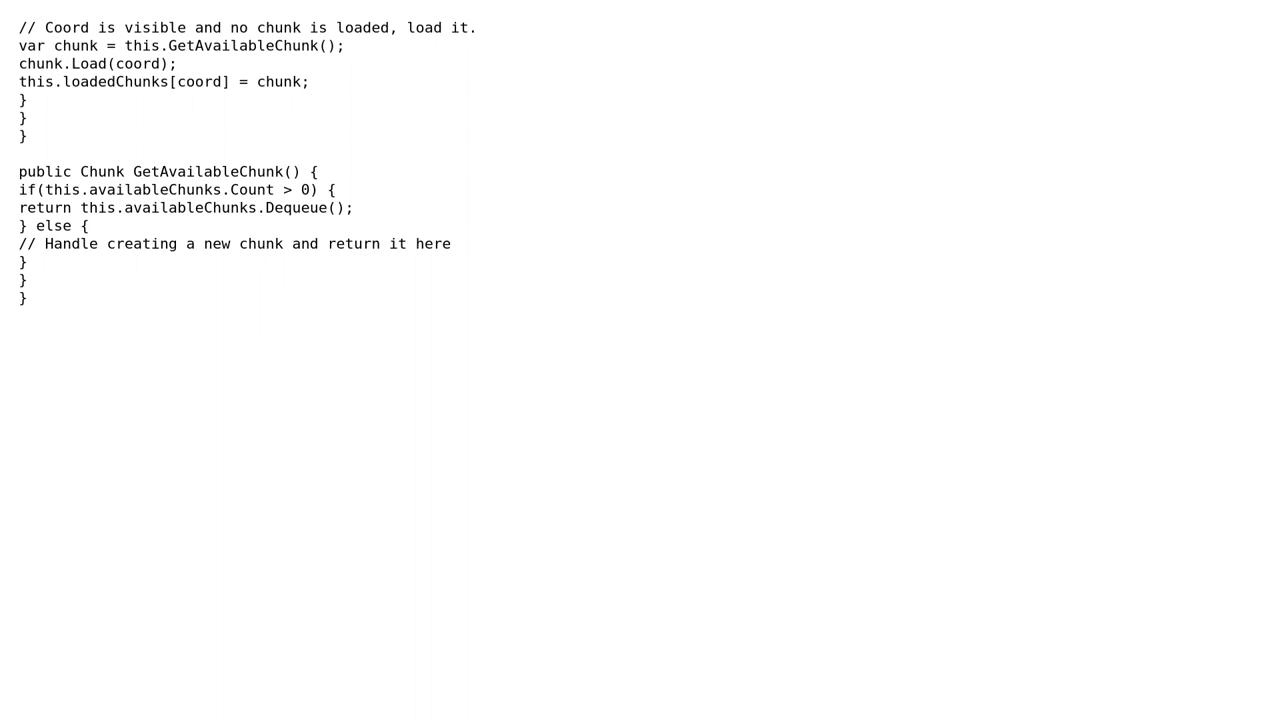 // Coord is visible and no chunk is loaded, load it.
var chunk = this.GetAvailableChunk();
chunk.Load(coord);
this.loadedChunks[coord] = chunk;
}
}
}

public Chunk GetAvailableChunk() {
if(this.availableChunks.Count > 0) {
return this.availableChunks.Dequeue();
} else {
// Handle creating a new chunk and return it here
}
}
}